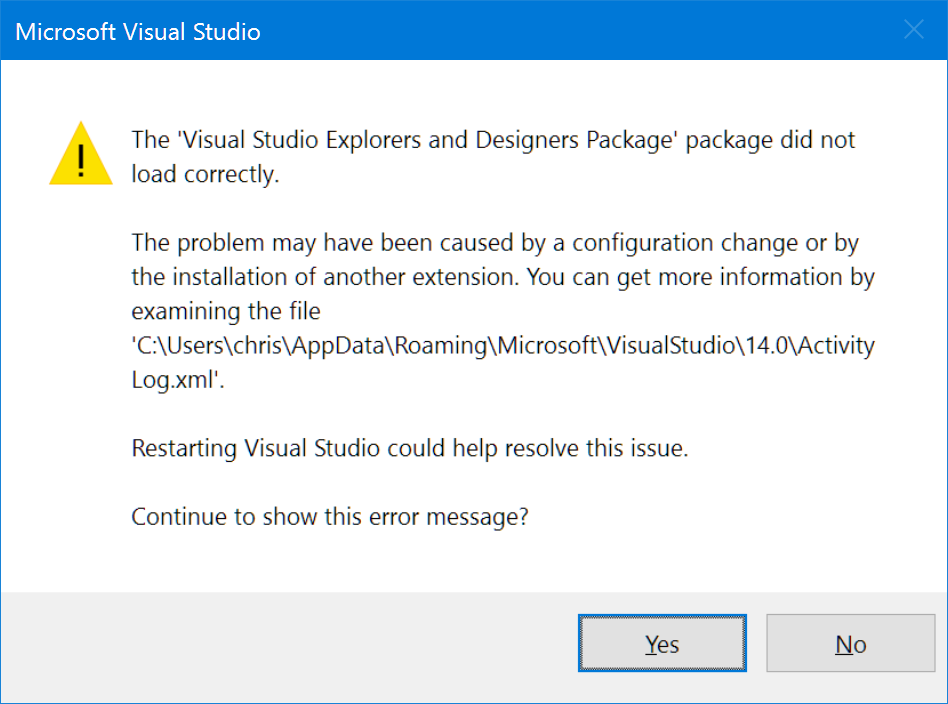 Microsoft Visual Studio
The 'Visual Studio Explorers and Designers Package' package did not
load correctly.
The problem may have been caused by a configuration change or by
the installation of another extension. You can get more information by
examining the file
'C:\Users\chris\AppData\Roaming\Microsoft\VisualStudio\14.0\Activity
Log.xml'.
Restarting Visual Studio could help resolve this issue.
Continue to show this error message?
Yes No